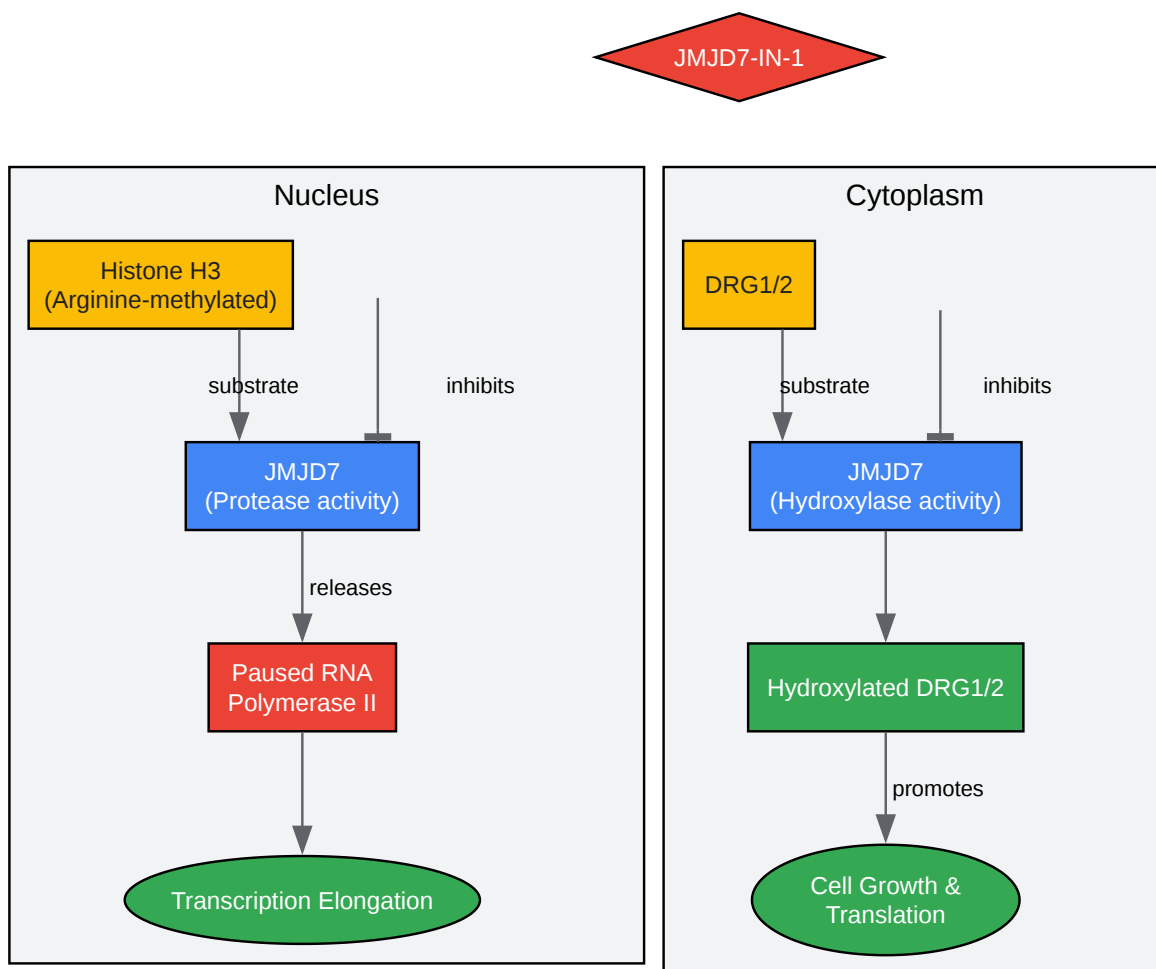 JMJD7-IN-1
Nucleus
Histone H3
(Arginine-methylated)
substrate
inhibits
JMJD7
(Protease activity)
releases
Paused RNA
Polymerase II
Transcription Elongation
Cytoplasm
DRG1/2
substrate
inhibits
JMJD7
(Hydroxylase activity)
Hydroxylated DRG1/2
promotes
Cell Growth &
Translation